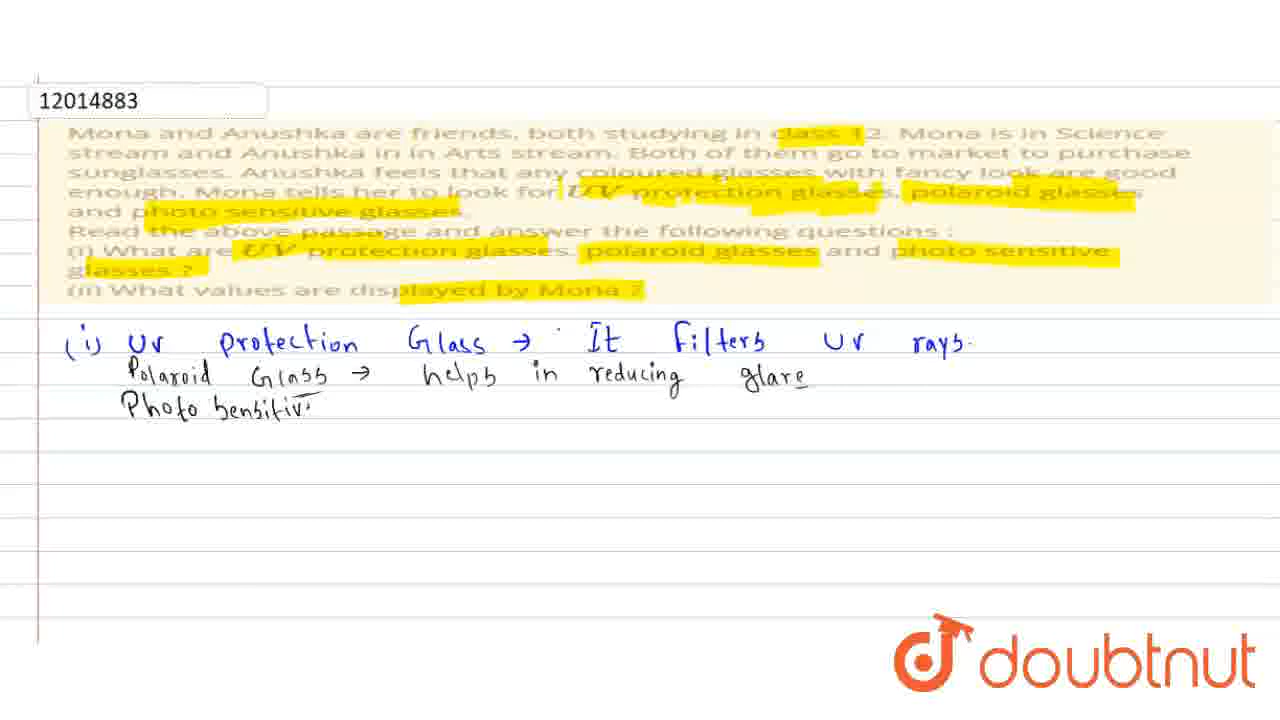 12014883
Mona and Anushka are friends, both studying in class 12. Mona is in Science
stream and Anushka in in Arts stream. Both of them go to market to purchase
sunglasses. Anushka feels that any coloured glasses with fancy look are good
enough. Mona tells her to look for UV protection glasses, polaroid glasses
and photo sensitive glasses.
Read the above passage and answer the following questions :
(i) What are UV protection glasses, polaroid glasses and photo sensitive
glasses ?
(ii) What values are displayed by Mona ?
(i) UV protection Glass → It filters UV rays.
Polaroid Glass → helps in reducing glare
Photo Sensitiv
doubtnut